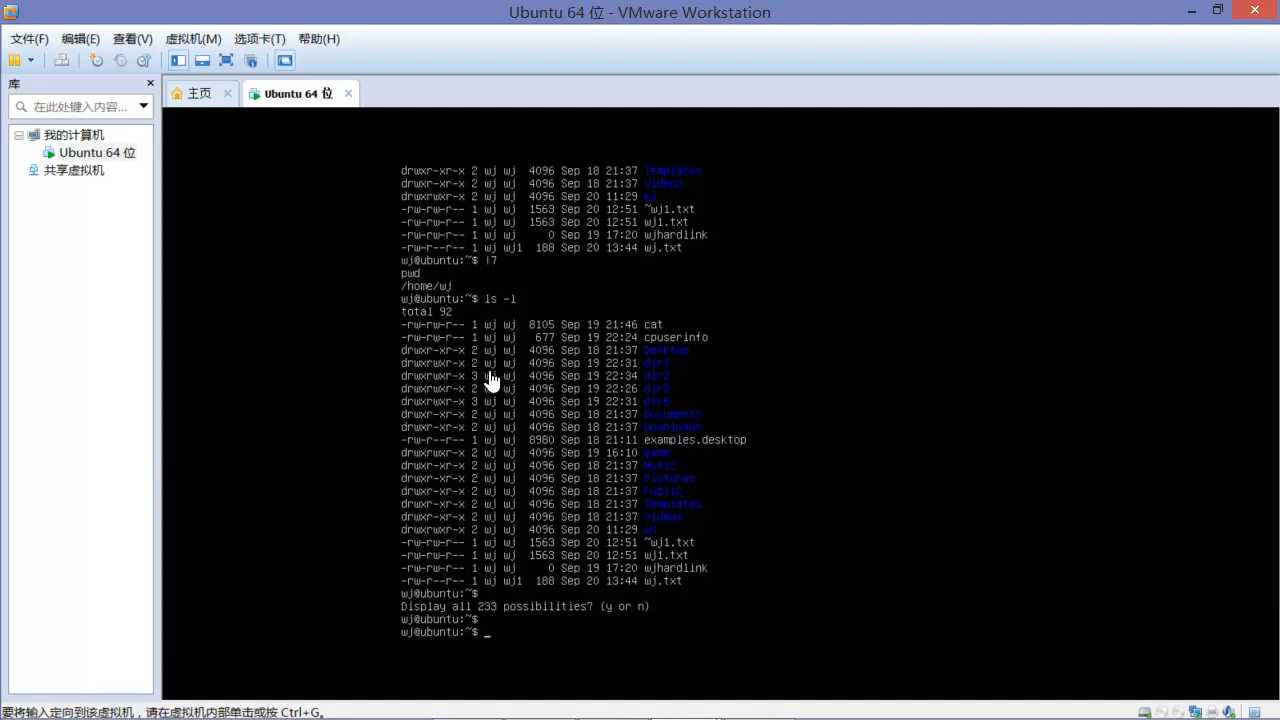 Ubuntu 64 位 - VMware Workstation
文件(F) 编辑(E) 查看(V) 虚拟机(M) 选项卡(T) 帮助(H)
库
在此处键入内容...
我的计算机
Ubuntu 64 位
共享虚拟机
主页
Ubuntu 64 位
drwxr-xr-x 2 wj wj 4096 Sep 18 21:37 Templates
drwxr-xr-x 2 wj wj 4096 Sep 18 21:37 Videos
drwxrwxr-x 2 wj wj 4096 Sep 20 11:29 wj
-rw-rw-r-- 1 wj wj 1563 Sep 20 12:51 ~wj1.txt
-rw-rw-r-- 1 wj wj 1563 Sep 20 12:51 wj1.txt
-rw-rw-r-- 1 wj wj 0 Sep 19 17:20 wjhardlink
-rw-rw-r-- 1 wj wj1 188 Sep 20 13:44 wj.txt
wj@ubuntu:~$ !7
pwd
/home/wj
wj@ubuntu:~$ ls -l
total 92
-rw-rw-r-- 1 wj wj 8105 Sep 19 21:46 cat
-rw-rw-r-- 1 wj wj 677 Sep 19 22:24 cpuserinfo
drwxr-xr-x 2 wj wj 4096 Sep 18 21:37 Desktop
drwxrwxr-x 2 wj wj 4096 Sep 19 22:31 dir1
drwxrwxr-x 3 wj wj 4096 Sep 19 22:34 dir2
drwxrwxr-x 2 wj wj 4096 Sep 19 22:26
drwxrwxr-x 3 wj wj 4096 Sep 19 22:31
drwxr-xr-x 2 wj wj 4096 Sep 18 21:37 Documents
drwxr-xr-x 2 wj wj 4096 Sep 18 21:37 Downloads
-rw-r--r-- 1 wj wj 8980 Sep 18 21:11 examples.desktop
drwxrwxr-x 2 wj wj 4096 Sep 19 16:10
drwxr-xr-x 2 wj wj 4096 Sep 18 21:37 Music
drwxr-xr-x 2 wj wj 4096 Sep 18 21:37 Pictures
drwxr-xr-x 2 wj wj 4096 Sep 18 21:37 Public
drwxr-xr-x 2 wj wj 4096 Sep 18 21:37 Templates
drwxr-xr-x 2 wj wj 4096 Sep 18 21:37 Videos
drwxrwxr-x 2 wj wj 4096 Sep 20 11:29 wj
-rw-rw-r-- 1 wj wj 1563 Sep 20 12:51 ~wj1.txt
-rw-rw-r-- 1 wj wj 1563 Sep 20 12:51 wj1.txt
-rw-rw-r-- 1 wj wj 0 Sep 19 17:20 wjhardlink
-rw-rw-r-- 1 wj wj1 188 Sep 20 13:44 wj.txt
wj@ubuntu:~$
Display all 233 possibilities? (y or n)
wj@ubuntu:~$
wj@ubuntu:~$ _
要将输入定向到该虚拟机，请在虚拟机内部单击或按 Ctrl+G。